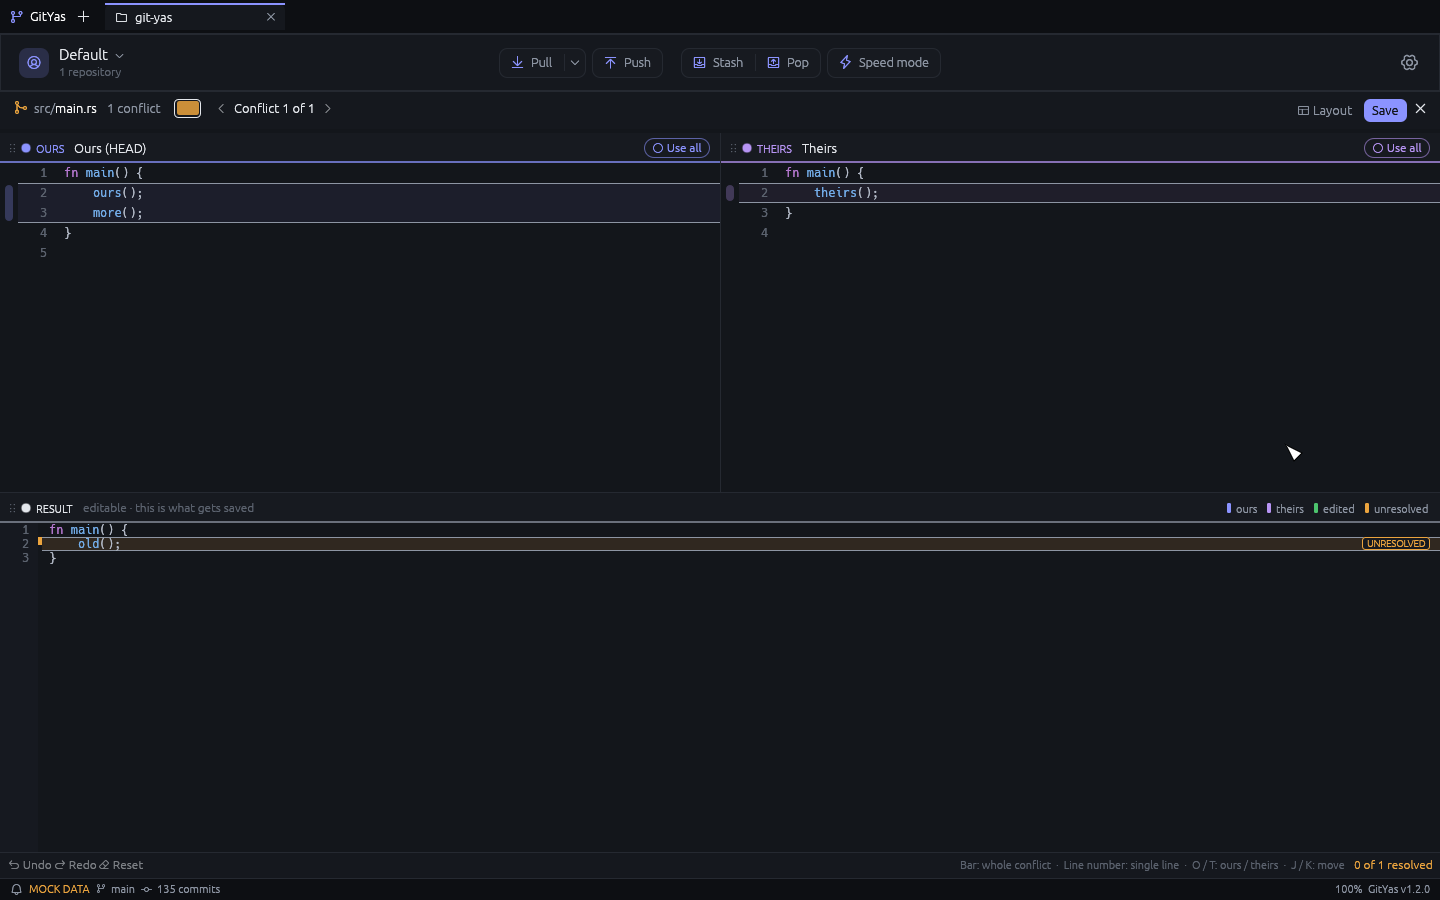 GitYas
git-yas
Default
1 repository
Pull
Push
Stash
Pop
Speed mode
src/main.rs 1 conflict
Conflict 1 of 1
Layout
Save
OURS Ours (HEAD)
Use all
1 fn main() {
2 ours();
3 more();
4 }
5
THEIRS Theirs
Use all
1 fn main() {
2 theirs();
3 }
4
RESULT editable · this is what gets saved
ours theirs edited unresolved
1 fn main() {
2 old();
UNRESOLVED
3 }
Undo Redo Reset
Bar: whole conflict · Line number: single line · O / T: ours / theirs · J / K: move 0 of 1 resolved
MOCK DATA main 135 commits
100% GitYas v1.2.0